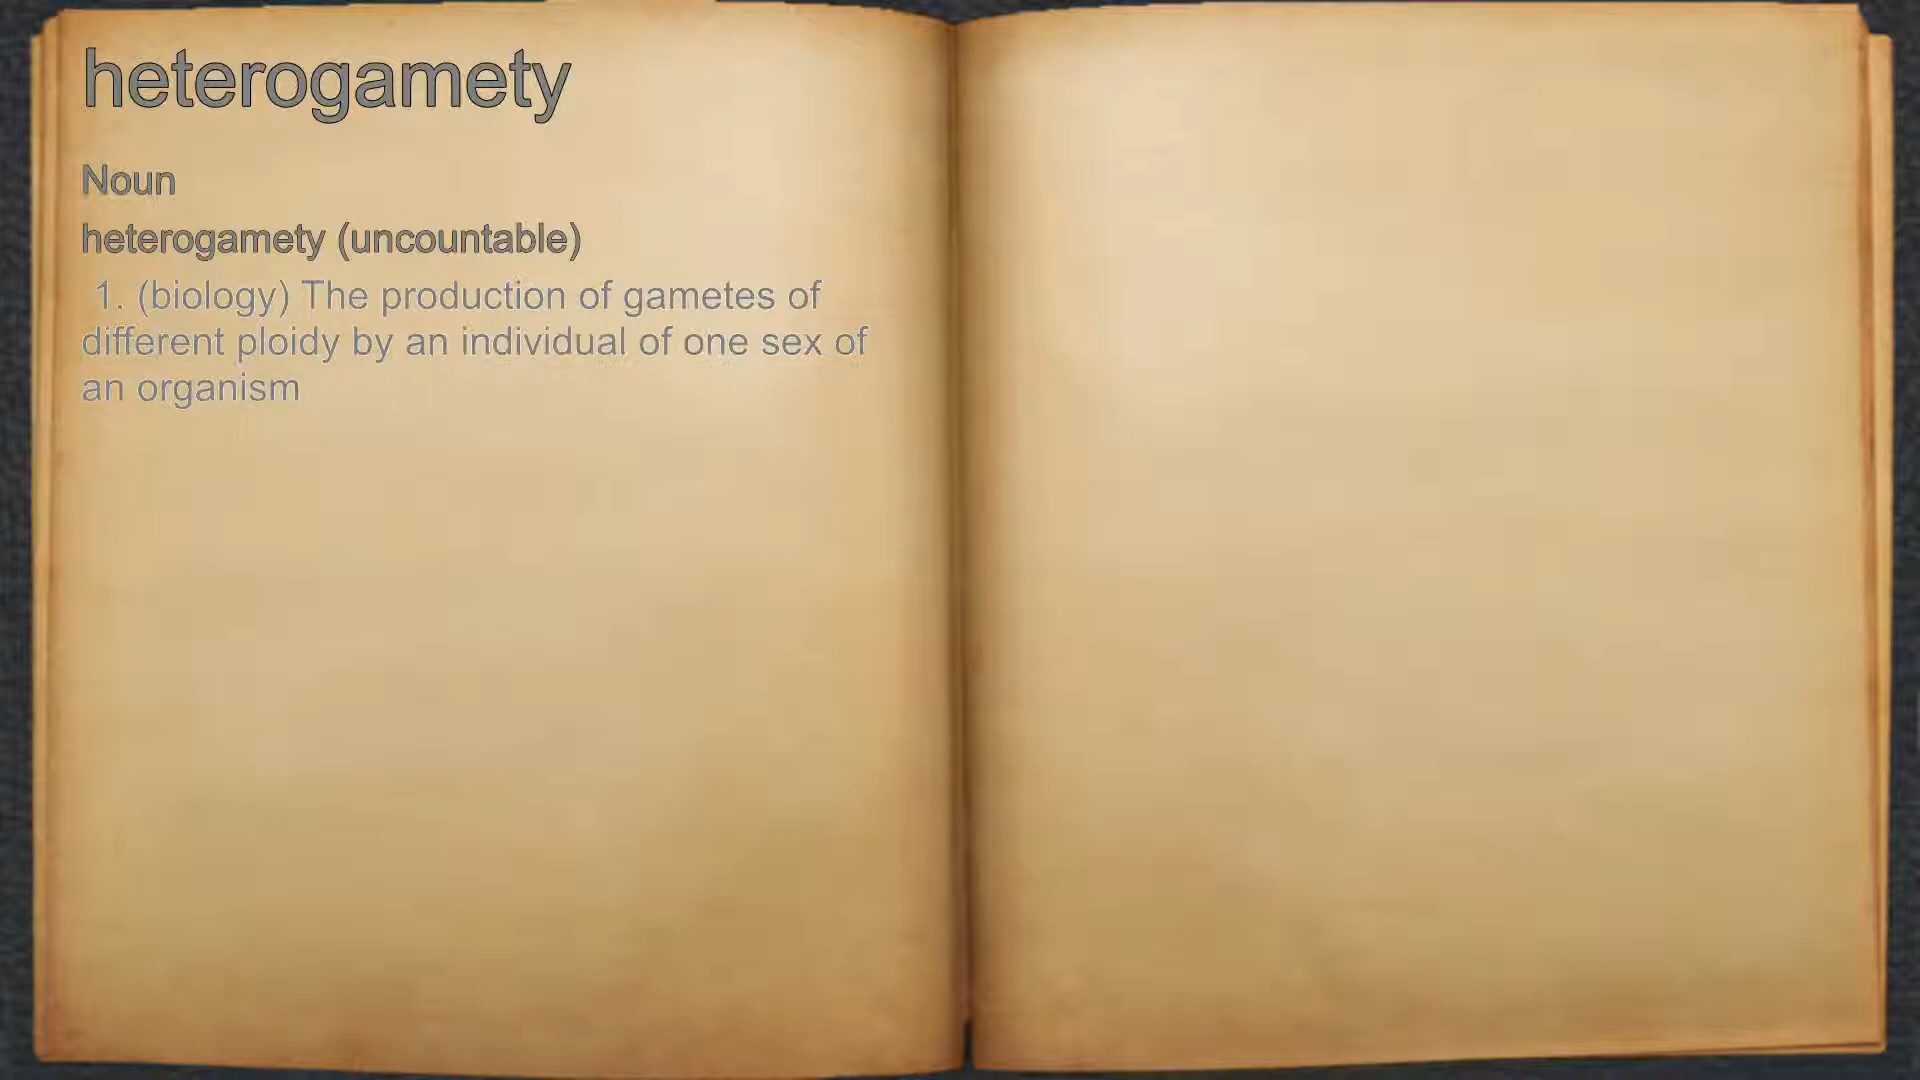 heterogamety
Noun
heterogamety (uncountable)
1. (biology) The production of gametes of
different ploidy by an individual of one sex of
an organism